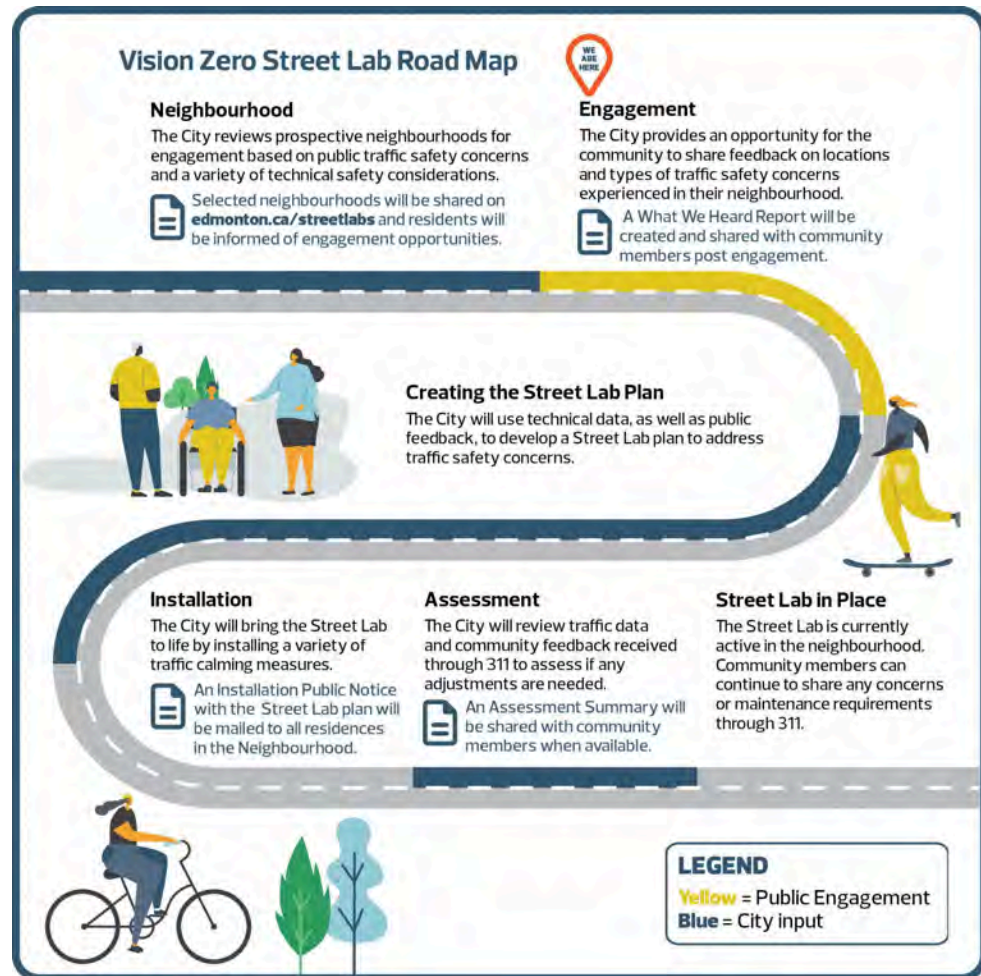 Vision Zero Street Lab Road Map
WE
ARE
HERE
Neighbourhood
The City reviews prospective neighbourhoods for
engagement based on public traffic safety concerns
and a variety of technical safety considerations.
Selected neighbourhoods will be shared on
edmonton.ca/streetlabs and residents will
be informed of engagement opportunities.
Engagement
The City provides an opportunity for the
community to share feedback on locations
and types of traffic safety concerns
experienced in their neighbourhood.
A What We Heard Report will be
created and shared with community
members post engagement.
Creating the Street Lab Plan
The City will use technical data, as well as public
feedback, to develop a Street Lab plan to address
traffic safety concerns.
Installation
The City will bring the Street Lab
to life by installing a variety of
traffic calming measures.
An Installation Public Notice
with the Street Lab plan will
be mailed to all residences
in the Neighbourhood.
Assessment
The City will review traffic data
and community feedback received
through 311 to assess if any
adjustments are needed.
An Assessment Summary will
be shared with community
members when available.
Street Lab in Place
The Street Lab is currently
active in the neighbourhood.
Community members can
continue to share any concerns
or maintenance requirements
through 311.
LEGEND
Yellow = Public Engagement
Blue = City input